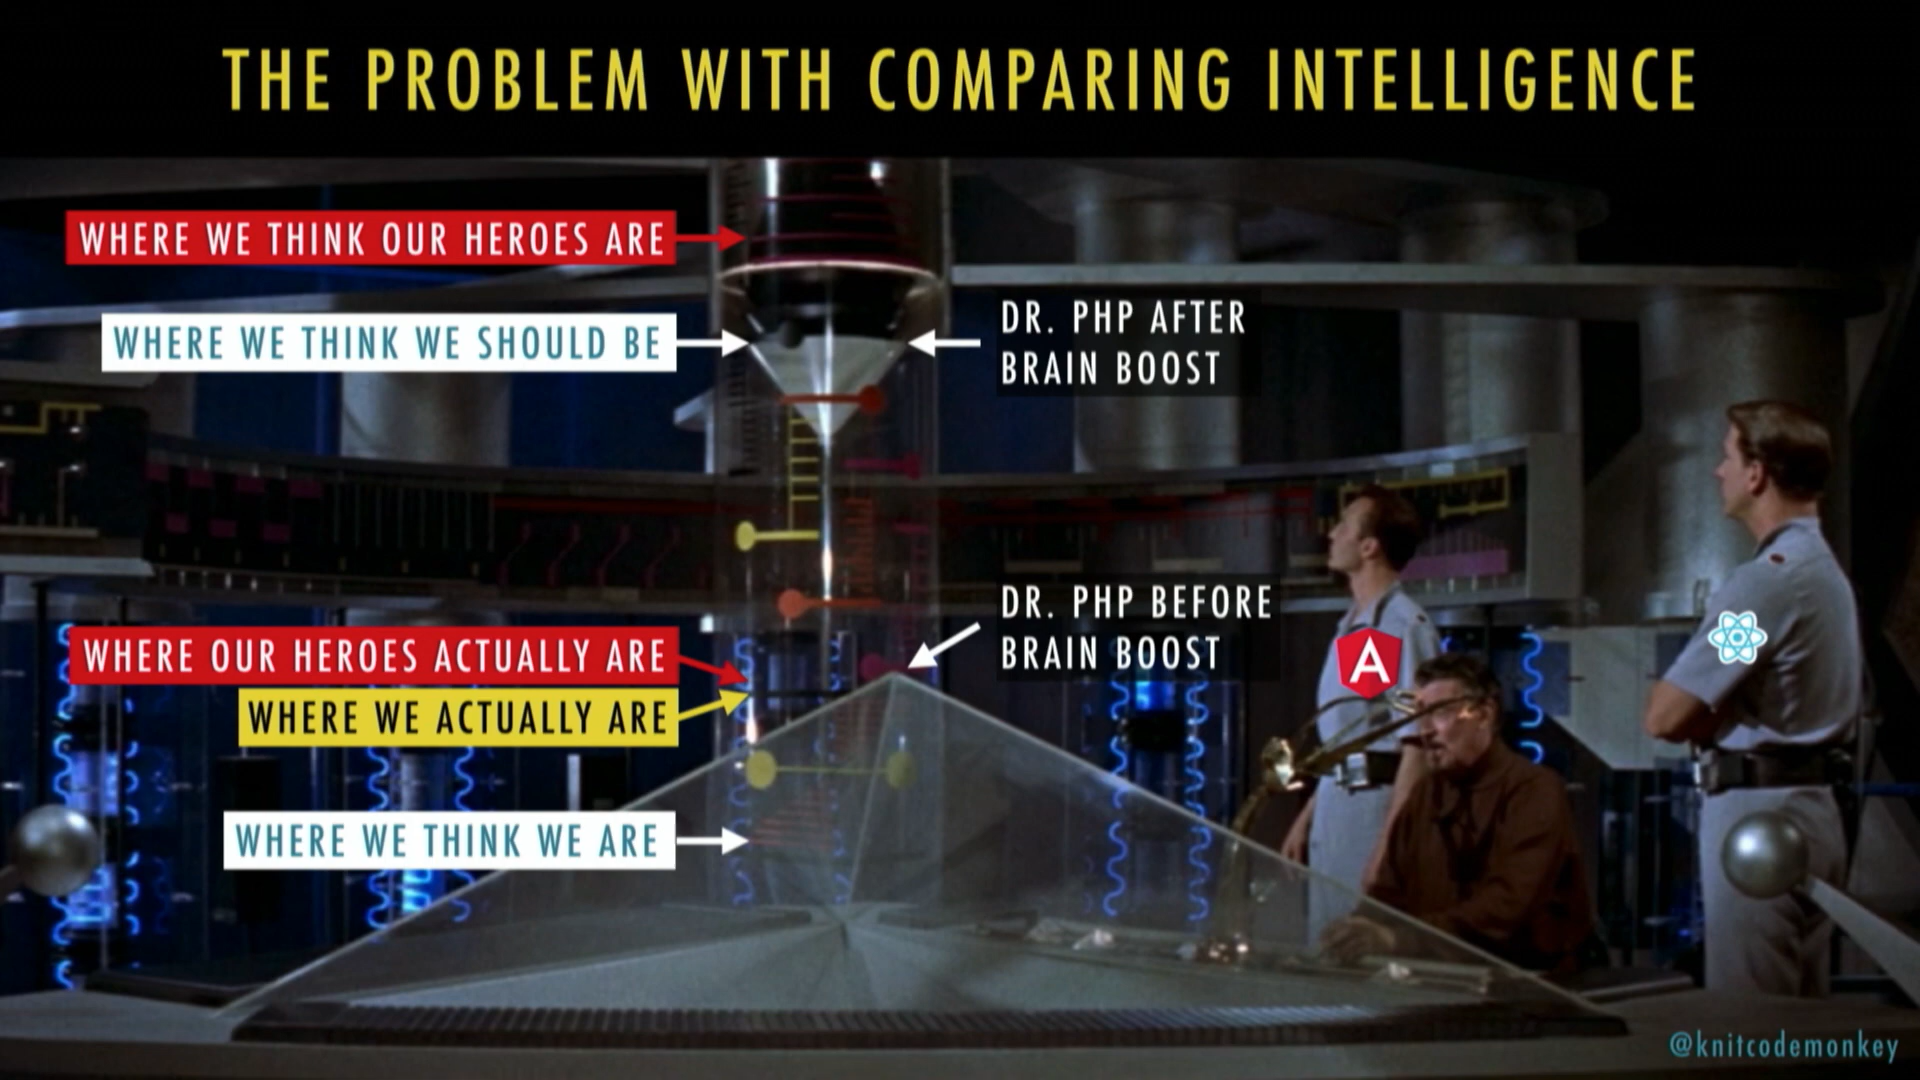 THE PROBLEM WITH COMPARING INTELLIGENCE
WHERE WE THINK OUR HEROES ARE
WHERE WE THINK WE SHOULD BE
DR. PHP AFTER
BRAIN BOOST
DR. PHP BEFORE
BRAIN BOOST
WHERE OUR HEROES ACTUALLY ARE
WHERE WE ACTUALLY ARE
WHERE WE THINK WE ARE
A
@knitcodemonkey